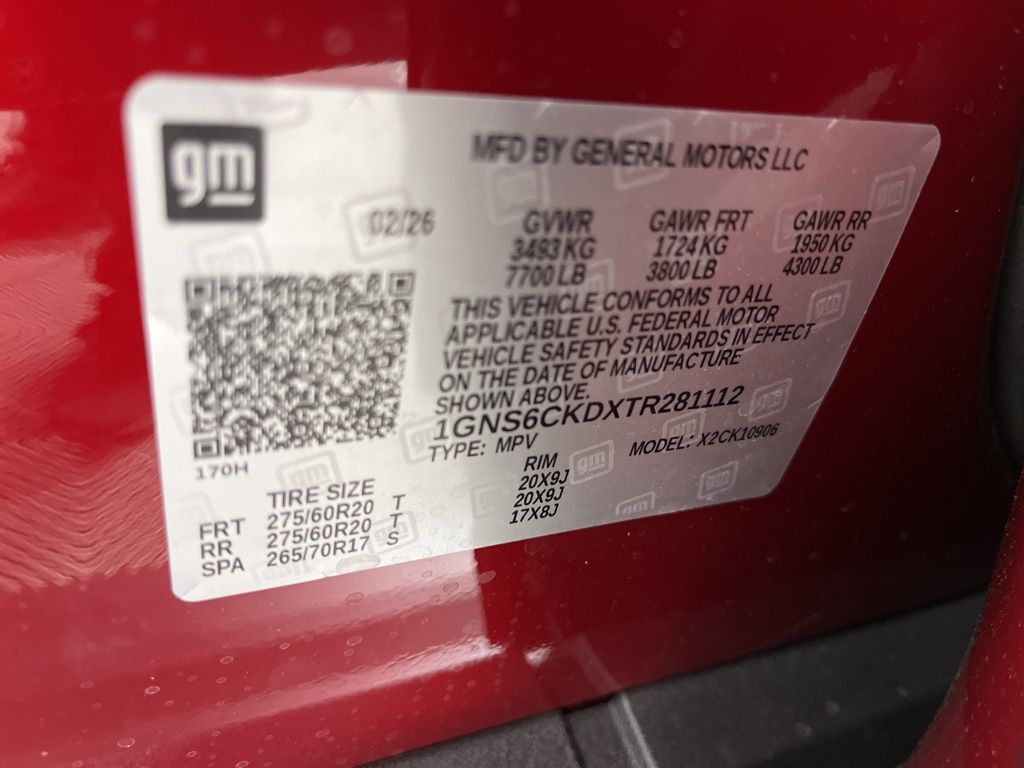 gm
MFD BY GENERAL MOTORS LLC
02/26
GVWR GAWR FRT GAWR RR
3493 KG 1724 KG 1950 KG
7700 LB 3800 LB 4300 LB
THIS VEHICLE CONFORMS TO ALL
APPLICABLE U.S. FEDERAL MOTOR
VEHICLE SAFETY STANDARDS IN EFFECT
ON THE DATE OF MANUFACTURE
SHOWN ABOVE.
1GNS6CKDXTR281112
TYPE: MPV MODEL: X2CK10906
170H
TIRE SIZE RIM
FRT 275/60R20 T 20X9J
RR 275/60R20 T 20X9J
SPA 265/70R17 S 17X8J